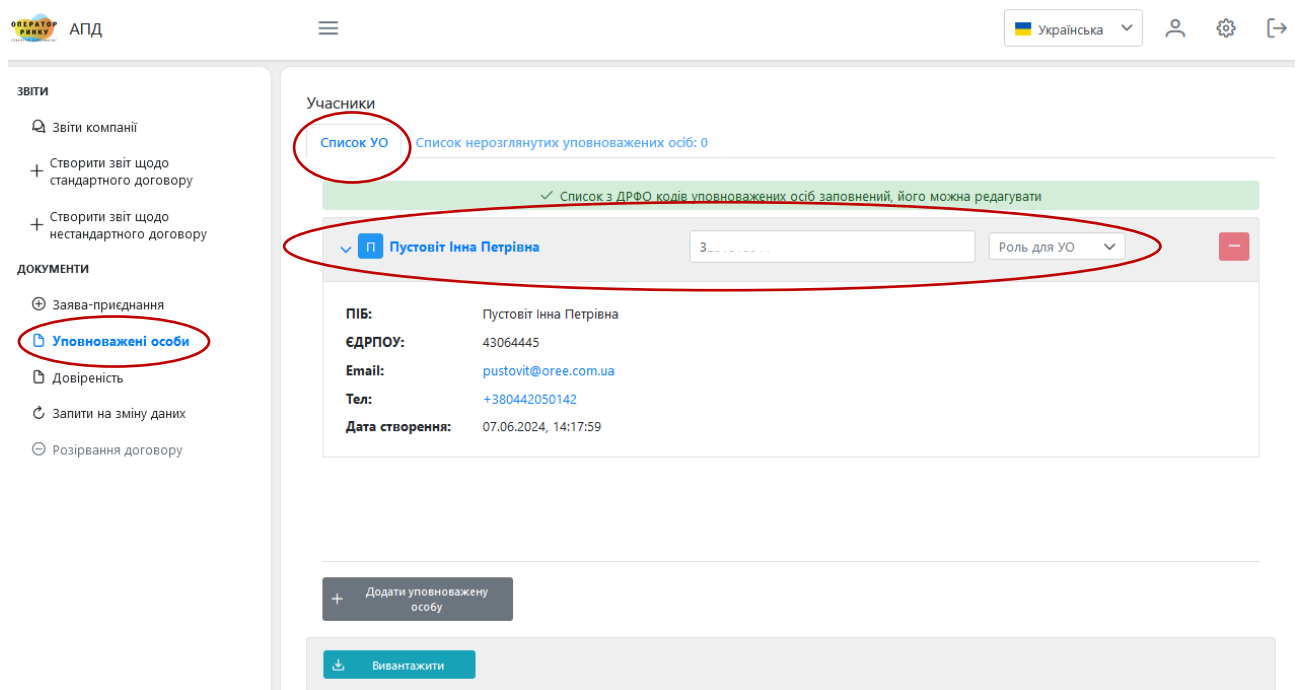 ОПЕРАТОР
РИНКУ
АПД
Українська
ЗВІТИ
Звіти компанії
Створити звіт щодо
стандартного договору
Створити звіт щодо
нестандартного договору
ДОКУМЕНТИ
Заява-приєднання
Уповноважені особи
Довіреність
Запити на зміну даних
Розірвання договору
Учасники
Список УО
Список нерозглянутих уповноважених осіб: 0
Список з ДРФО кодів уповноважених осіб заповнений, його можна редагувати
П Пустовіт Інна Петрівна
3
Роль для УО
ПІБ: Пустовіт Інна Петрівна
ЄДРПОУ: 43064445
Email: pustovit@oree.com.ua
Тел: +380442050142
Дата створення: 07.06.2024, 14:17:59
Додати уповноважену
особу
Вивантажити